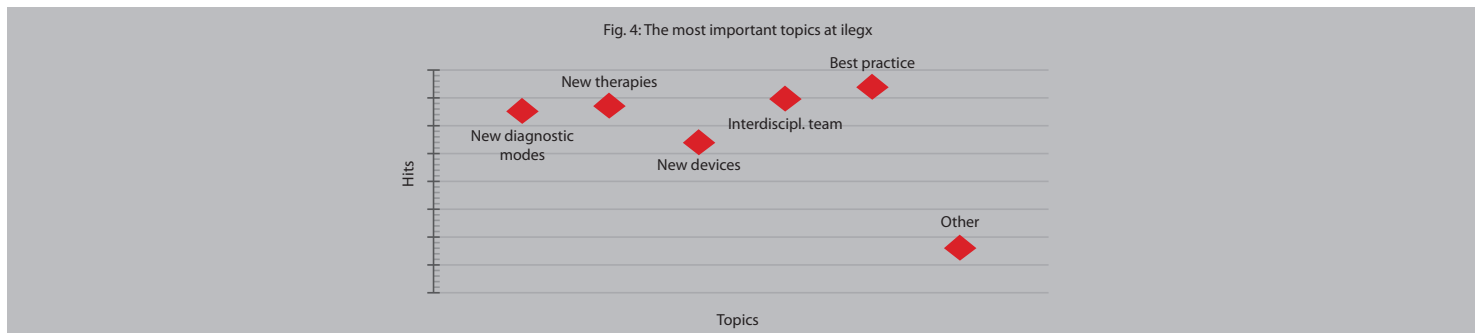 Fig. 4: The most important topics at ilegx
Best practice
New therapies
Interdiscipl. team
New diagnostic
modes
New devices
Hits
Other
Topics